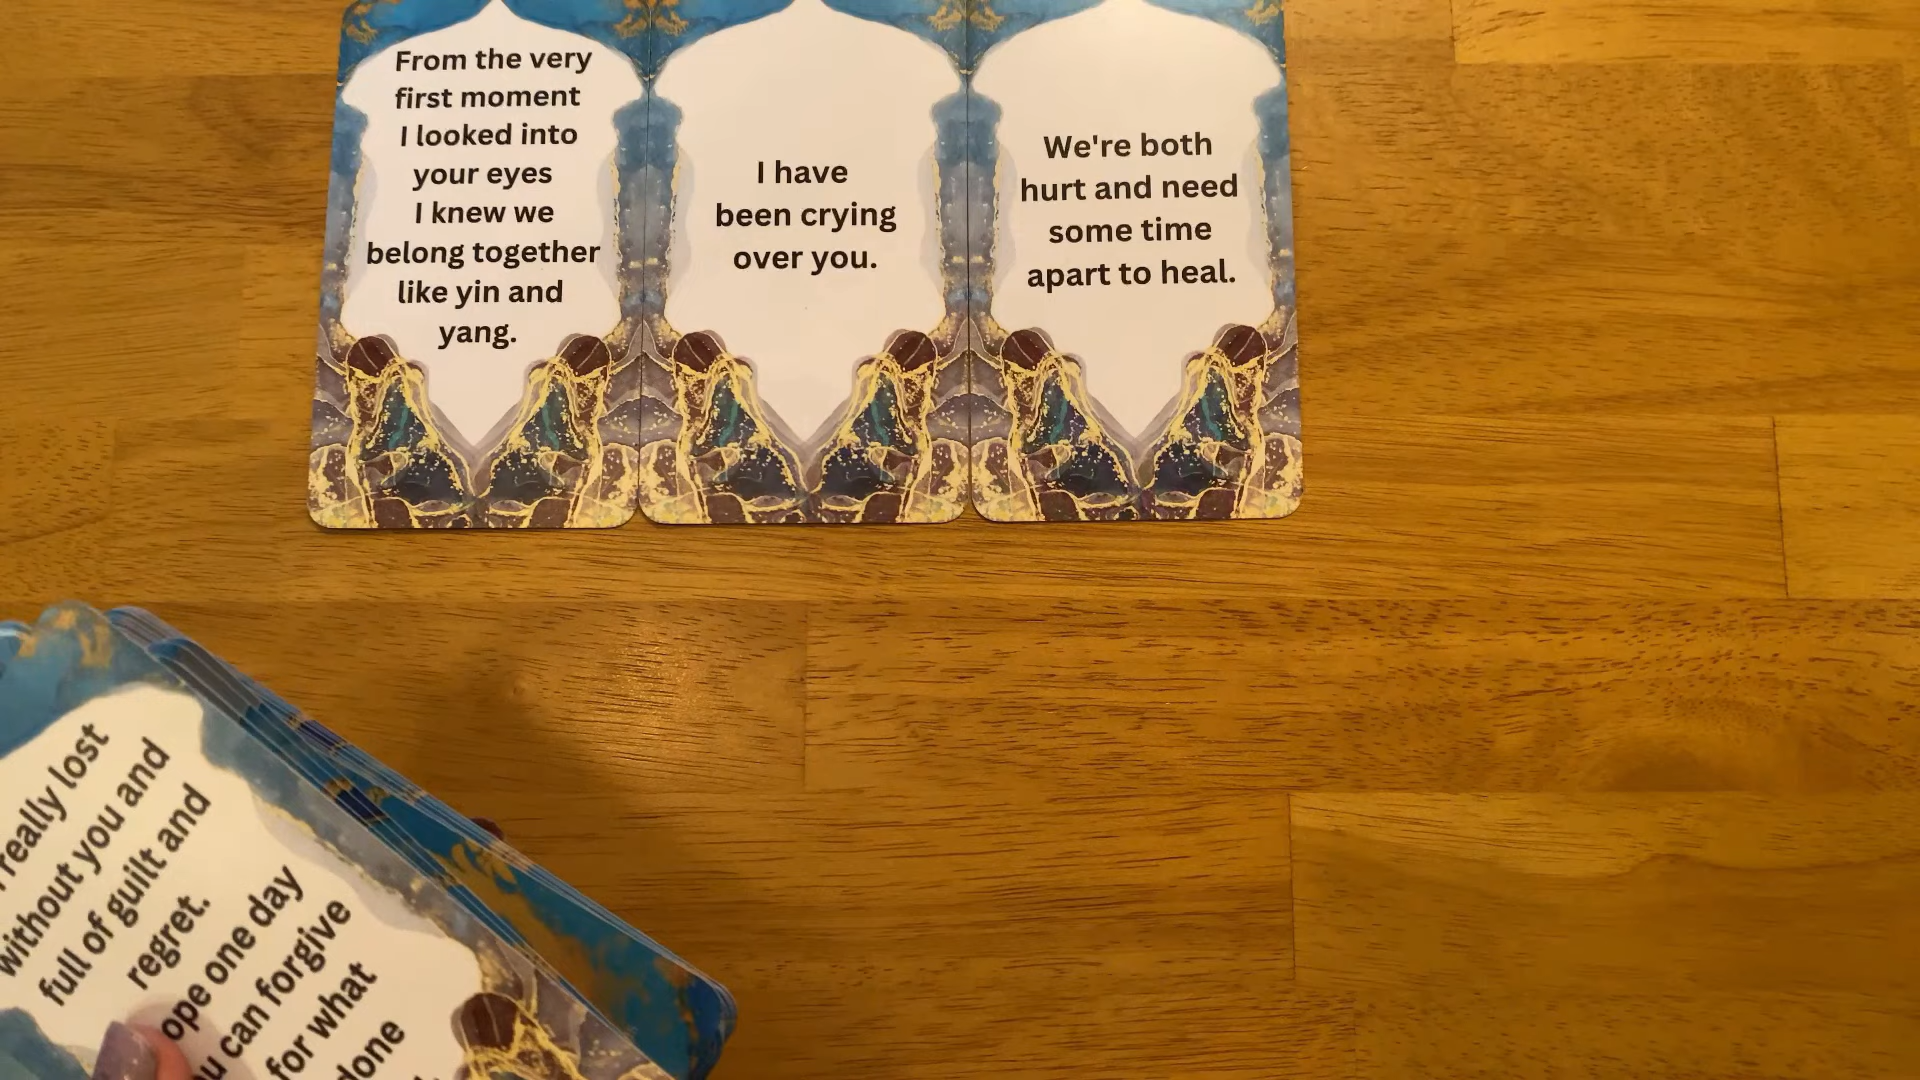 From the very
first moment
I looked into
your eyes
I knew we
belong together
like yin and
yang.
I have
been crying
over you.
We're both
hurt and need
some time
apart to heal.
really lost
without you and
full of guilt and
regret.
one day
can forgive
for what
done